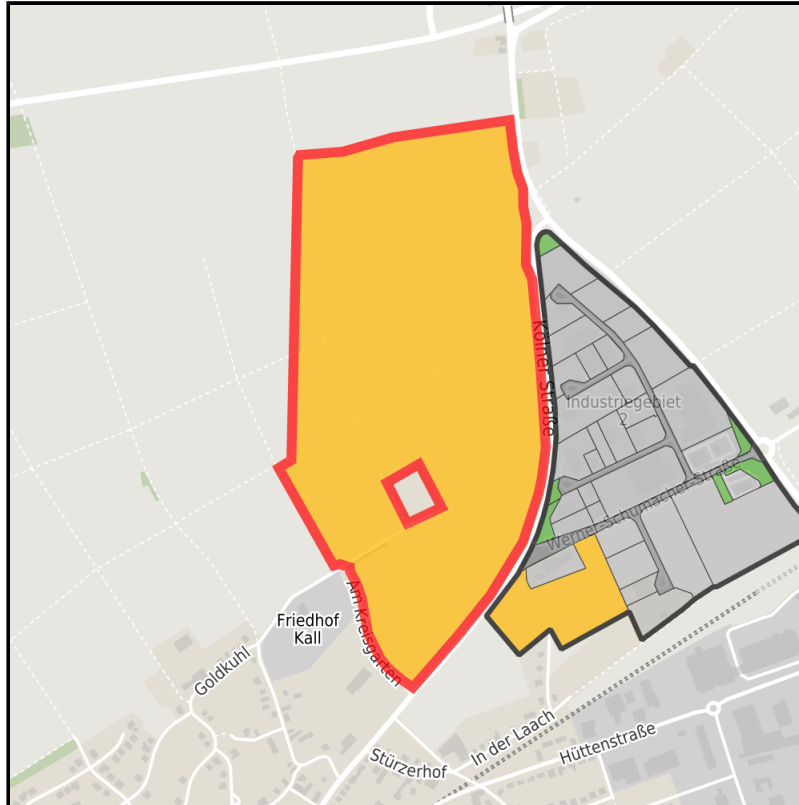 Kölner Straße
Industriegebiet
2
Werner-Schumacher-Straße
Am Kreisgarten
Friedhof
Kall
Goldkuhl
In der Laach
Hüttenstraße
Stürzerhof